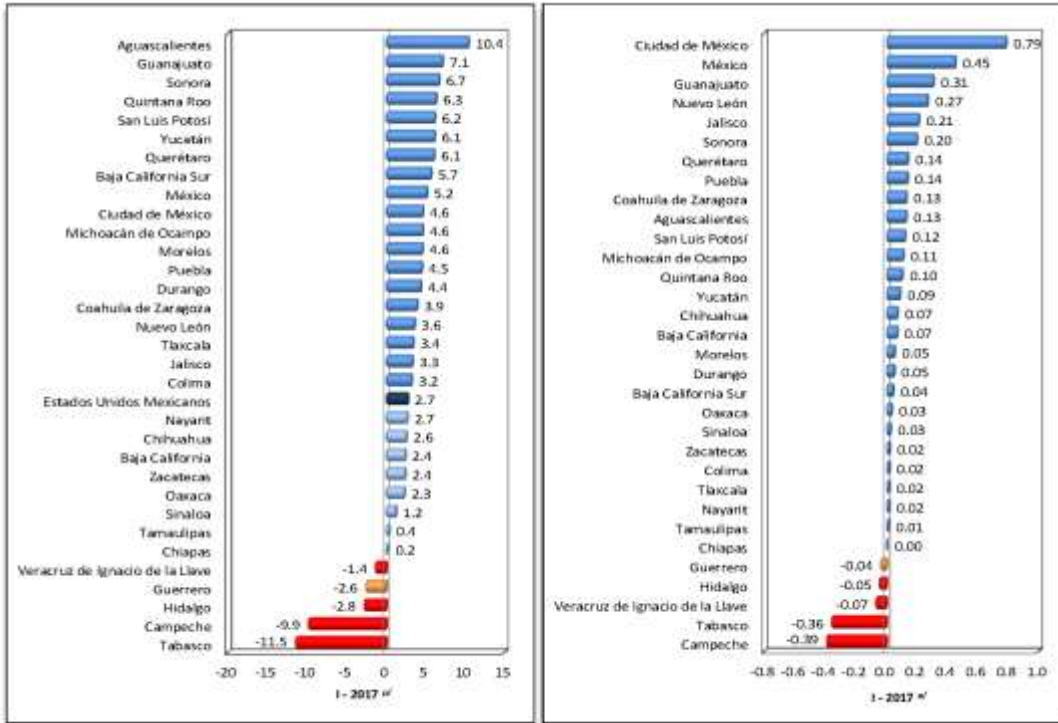 Aguascalientes 10.4
Guanajuato 7.1
Sonora 6.7
Quintana Roo 6.3
San Luis Potosí 6.2
Yucatán 6.1
Querétaro 6.1
Baja California Sur 5.7
México 5.2
Ciudad de México 4.6
Michoacán de Ocampo 4.6
Morelos 4.6
Puebla 4.5
Durango 4.4
Coahuila de Zaragoza 3.9
Nuevo León 3.6
Tlaxcala 3.4
Jalisco 3.3
Colima 3.2
Estados Unidos Mexicanos 2.7
Nayarit 2.7
Chihuahua 2.6
Baja California 2.4
Zacatecas 2.4
Oaxaca 2.3
Sinaloa 1.2
Tamaulipas 0.4
Chiapas 0.2
Veracruz de Ignacio de la Llave -1.4
Guerrero -2.6
Hidalgo -2.8
Campeche -9.9
Tabasco -11.5
-20 -15 -10 -5 0 5 10 15
I - 2017 p/
Ciudad de México 0.79
México 0.45
Guanajuato 0.31
Nuevo León 0.27
Jalisco 0.21
Sonora 0.20
Querétaro 0.14
Puebla 0.14
Coahuila de Zaragoza 0.13
Aguascalientes 0.13
San Luis Potosí 0.12
Michoacán de Ocampo 0.11
Quintana Roo 0.10
Yucatán 0.09
Chihuahua 0.07
Baja California 0.07
Morelos 0.05
Durango 0.05
Baja California Sur 0.04
Oaxaca 0.03
Sinaloa 0.03
Zacatecas 0.02
Colima 0.02
Tlaxcala 0.02
Nayarit 0.02
Tamaulipas 0.01
Chiapas 0.00
Guerrero -0.04
Hidalgo -0.05
Veracruz de Ignacio de la Llave -0.07
Tabasco -0.36
Campeche -0.39
-0.8 -0.6 -0.4 -0.2 0.0 0.2 0.4 0.6 0.8 1.0
I - 2017